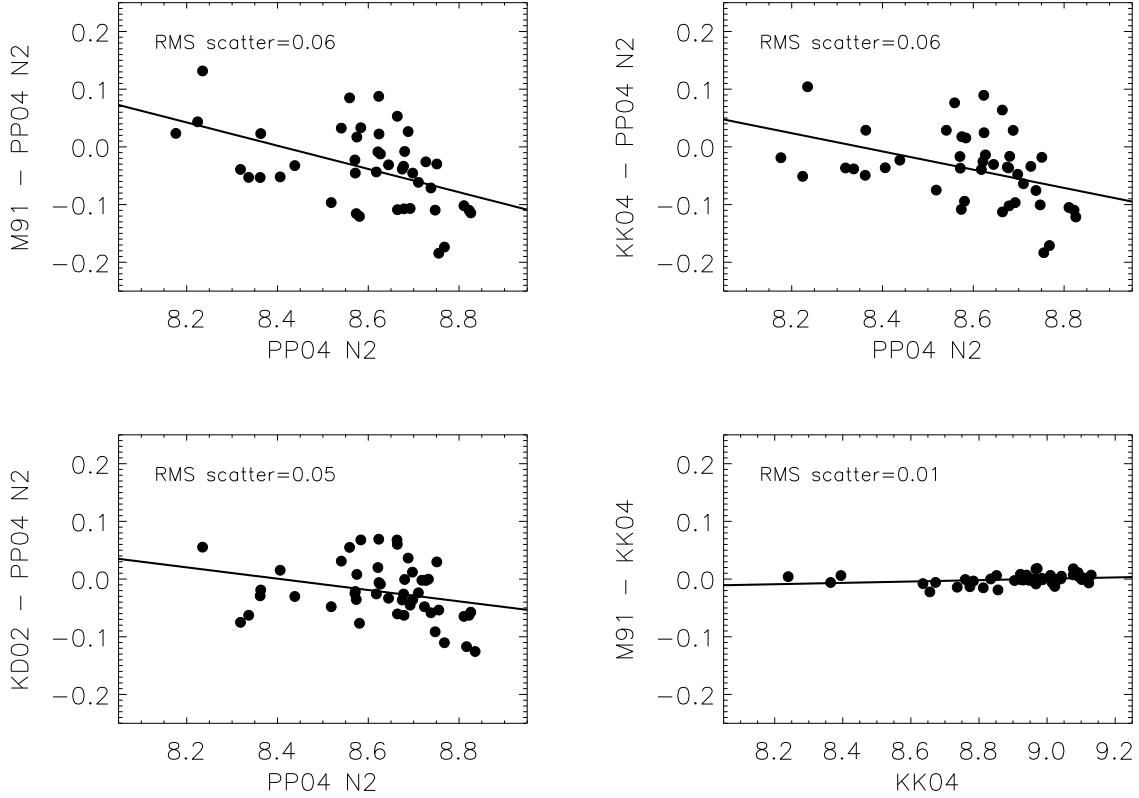 RMS scatter=0.06
M91 − PP04 N2
0.2
0.1
0.0
−0.1
−0.2
8.2 8.4 8.6 8.8
PP04 N2
RMS scatter=0.06
KK04 − PP04 N2
0.2
0.1
0.0
−0.1
−0.2
8.2 8.4 8.6 8.8
PP04 N2
RMS scatter=0.05
KD02 − PP04 N2
0.2
0.1
0.0
−0.1
−0.2
8.2 8.4 8.6 8.8
PP04 N2
RMS scatter=0.01
M91 − KK04
0.2
0.1
0.0
−0.1
−0.2
8.2 8.4 8.6 8.8 9.0 9.2
KK04